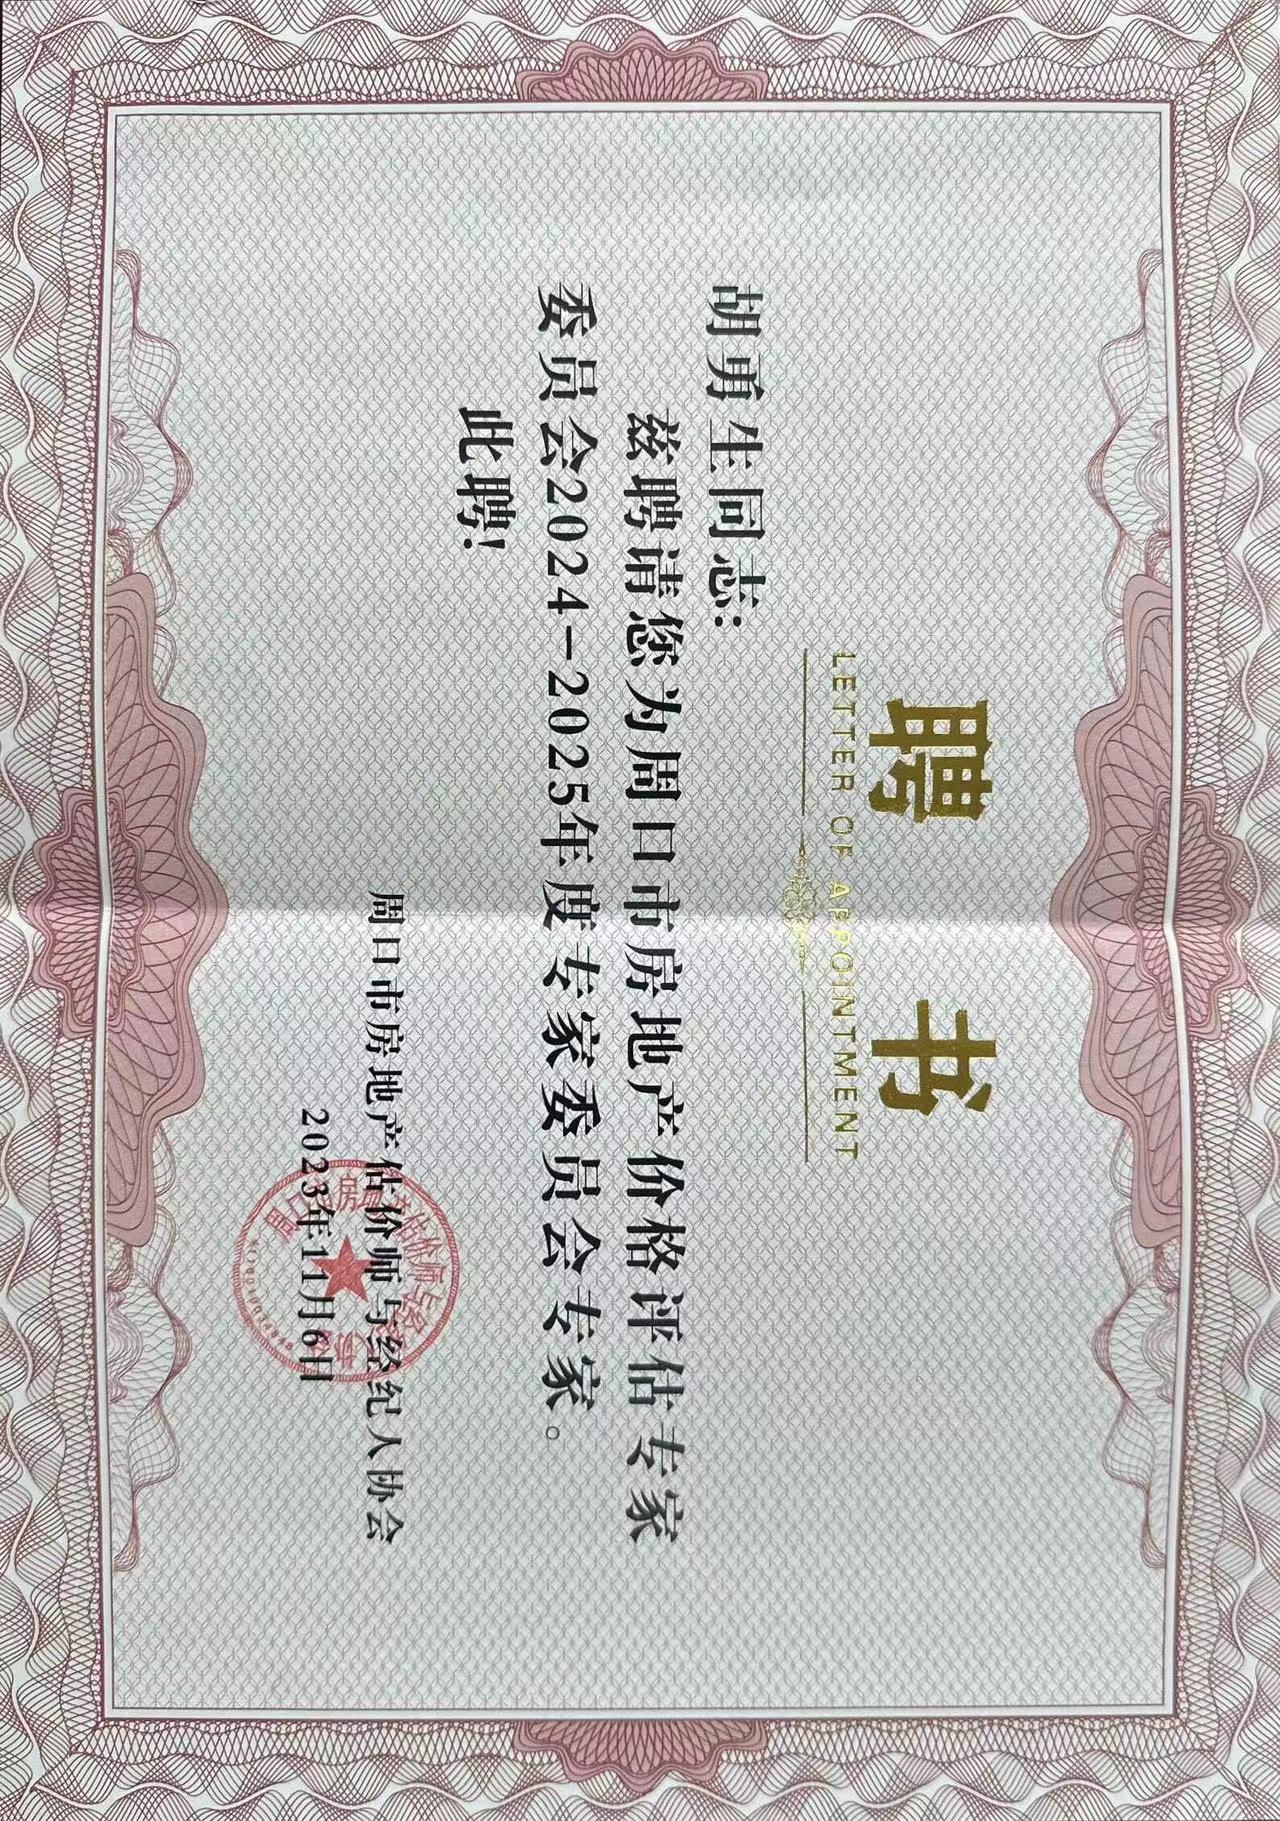 聘 书
LETTER OF APPOINTMENT
胡勇生同志:
兹聘请您为周口市房地产价格评估专家
委员会2024-2025年度专家委员会专家。
此聘!
周口市房地产估价师与经纪人协会
2023年11月6日